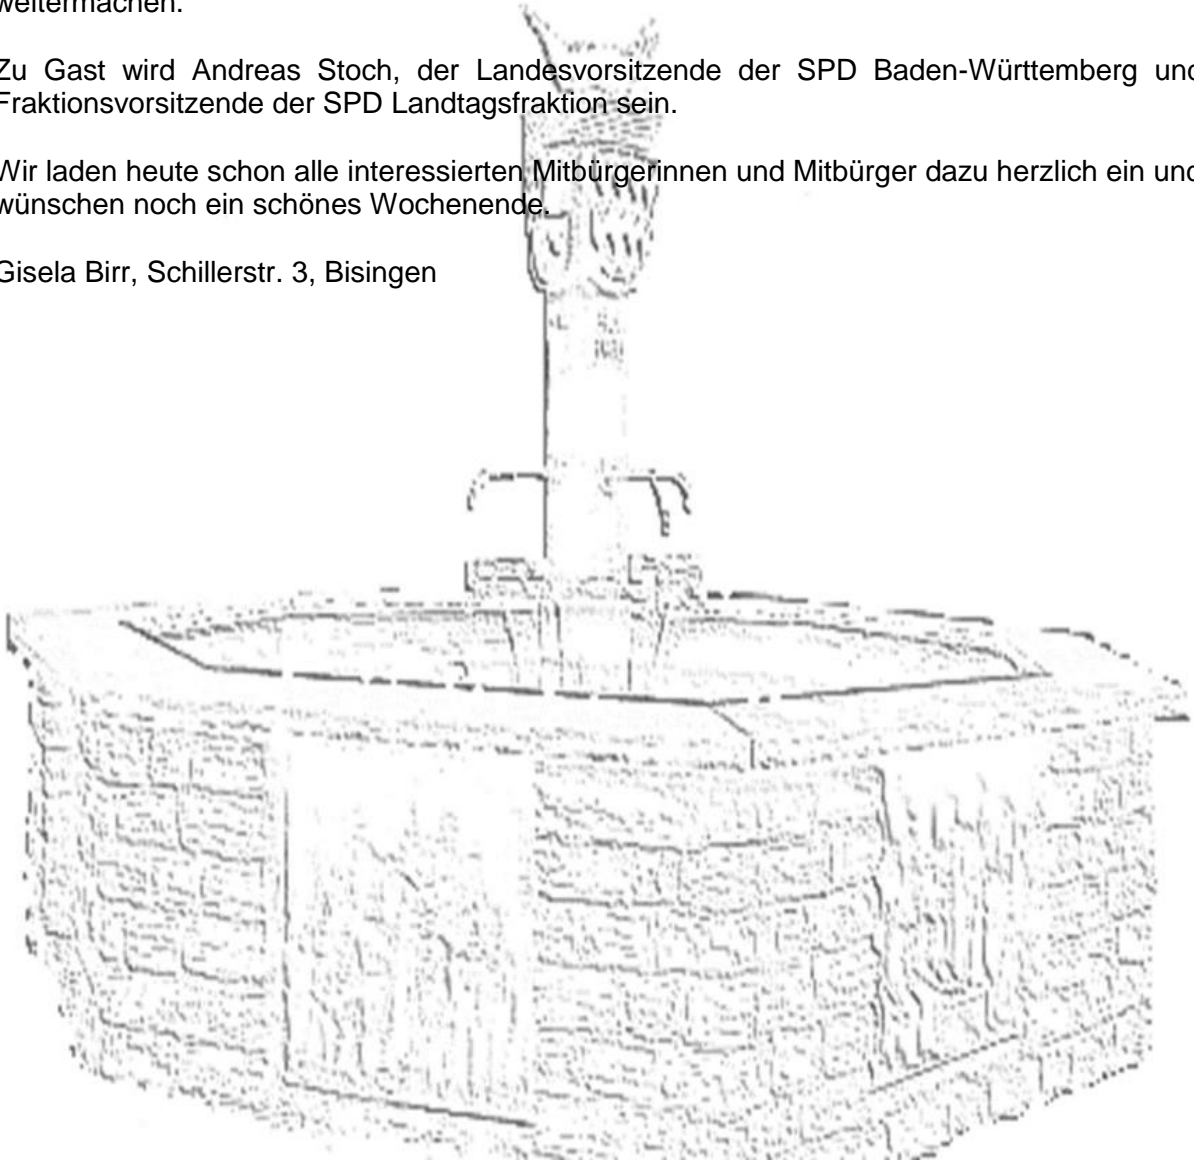 weitermachen.
Zu Gast wird Andreas Stoch, der Landesvorsitzende der SPD Baden-Württemberg und
Fraktionsvorsitzende der SPD Landtagsfraktion sein.
Wir laden heute schon alle interessierten Mitbürgerinnen und Mitbürger dazu herzlich ein und
wünschen noch ein schönes Wochenende.
Gisela Birr, Schillerstr. 3, Bisingen